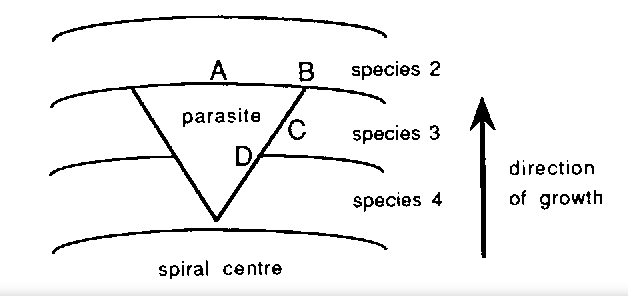 A
B
species 2
parasite
C
species 3
D
direction
of growth
species 4
spiral centre